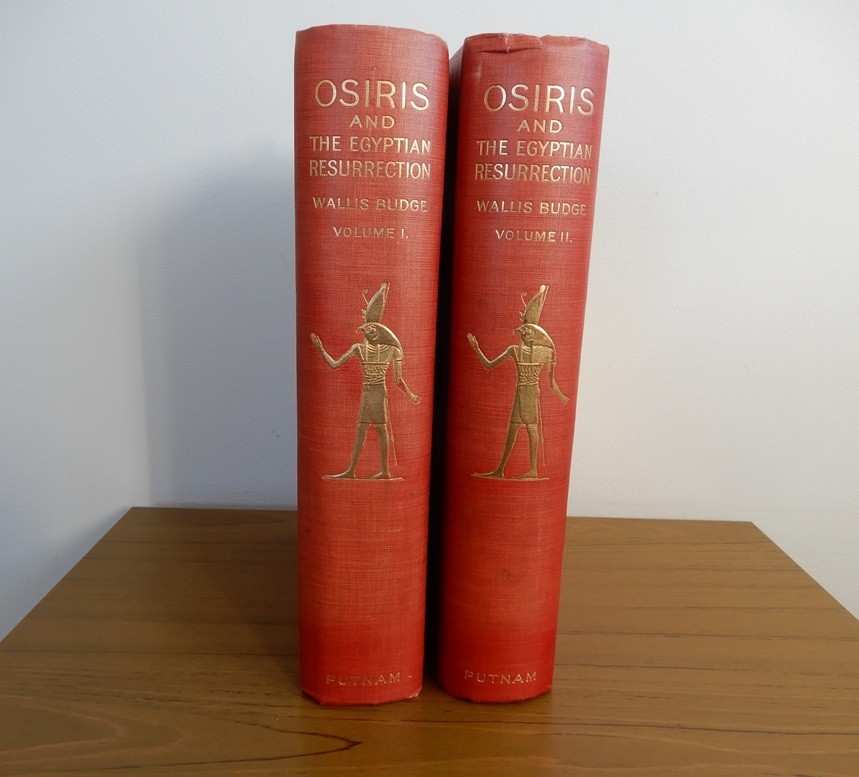 OSIRIS
AND
THE EGYPTIAN
RESURRECTION
WALLIS BUDGE
VOLUME I.
PUTNAM
OSIRIS
AND
THE EGYPTIAN
RESURRECTION
WALLIS BUDGE
VOLUME II.
PUTNAM